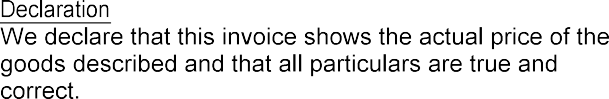 Declaration
We declare that this invoice shows the actual price of the
goods described and that all particulars are true and
correct.